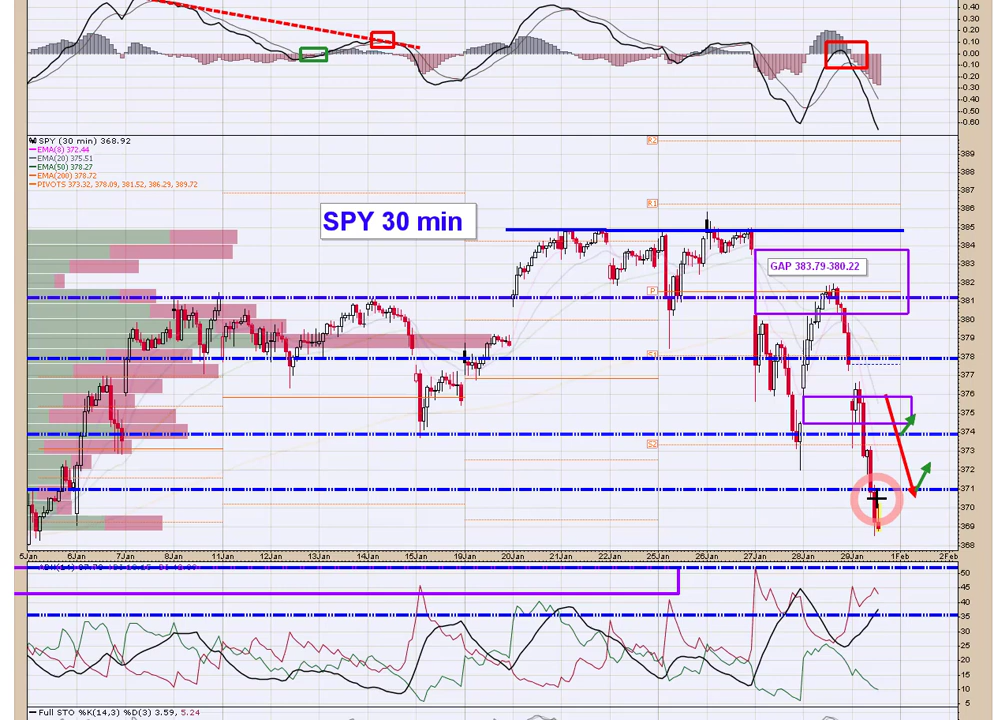 0.40
0.30
0.20
0.10
0.00
-0.10
-0.20
-0.30
-0.40
-0.50
-0.60
SPY (30 min) 368.92
EMA(8) 372.44
EMA(20) 375.51
EMA(50) 378.27
EMA(200) 378.72
PIVOTS 373.32, 378.09, 381.52, 386.29, 389.72
R2
R1
P
S1
S2
SPY 30 min
GAP 383.79-380.22
389
388
387
386
385
384
383
382
381
380
379
378
377
376
375
374
373
372
371
370
369
368
5Jan 6Jan 7Jan 8Jan 11Jan 12Jan 13Jan 14Jan 15Jan 19Jan 20Jan 21Jan 22Jan 25Jan 26Jan 27Jan 28Jan 29Jan 1Feb 2Feb
50
45
40
35
30
25
20
15
10
5
Full STO %K(14,3) %D(3) 3.59, 5.24